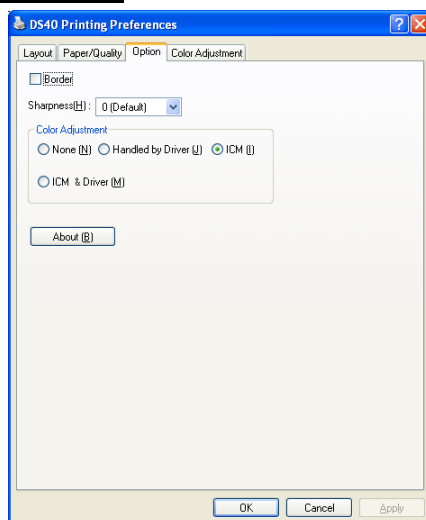 DS40 Printing Preferences
Layout Paper/Quality Option Color Adjustment
Border
Sharpness(H) : 0 (Default)
Color Adjustment
None (N) Handled by Driver (J) ICM (I)
ICM & Driver (M)
About (B)
OK Cancel Apply